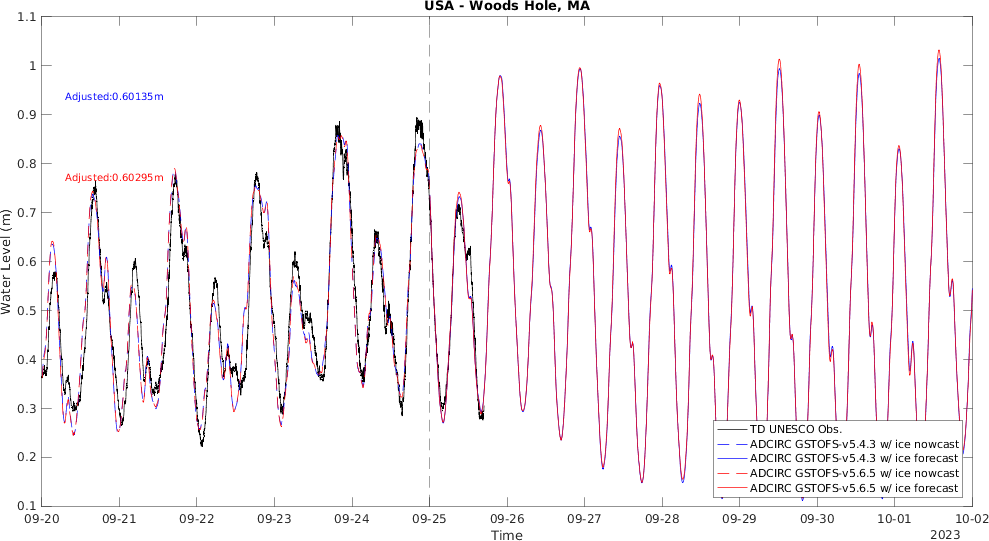 USA - Woods Hole, MA
Water Level (m)
1.1
1
0.9
0.8
0.7
0.6
0.5
0.4
0.3
0.2
0.1
Adjusted:0.60135m
Adjusted:0.60295m
TD UNESCO Obs.
ADCIRC GSTOFS-v5.4.3 w/ ice nowcast
ADCIRC GSTOFS-v5.4.3 w/ ice forecast
ADCIRC GSTOFS-v5.6.5 w/ ice nowcast
ADCIRC GSTOFS-v5.6.5 w/ ice forecast
09-20 09-21 09-22 09-23 09-24 09-25 09-26 09-27 09-28 09-29 09-30 10-01 10-02
Time
2023